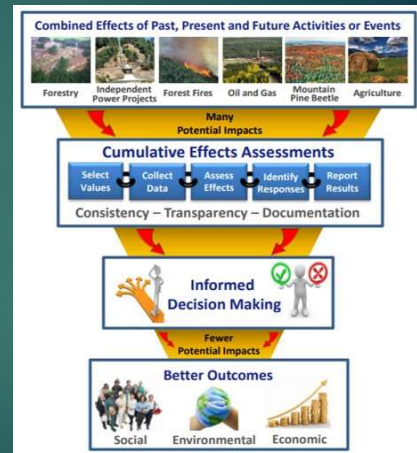 Combined Effects of Past, Present and Future Activities or Events
Forestry
Independent
Power Projects
Forest Fires
Oil and Gas
Mountain
Pine Beetle
Agriculture
Many
Potential Impacts
Cumulative Effects Assessments
Select
Values
Collect
Data
Assess
Effects
Identify
Responses
Report
Results
Consistency – Transparency – Documentation
Informed
Decision Making
Fewer
Potential Impacts
Better Outcomes
Social
Environmental
Economic